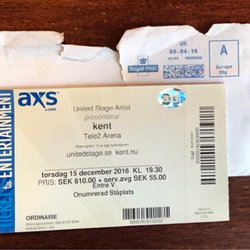 UK
05-04-16
Royal Mail
A
Europe
20g
TICKET & ENTERTAINMENT
axs
.com
United Stage Artist
presenterar
kent
Tele2 Arena
unitedstage.se kent.nu
torsdag 15 december 2016 KL. 19.30
PRIS: SEK 610.00 + serv.avg SEK 55.00
Entre V
Onumrerad Ståplats
ORDINARIE